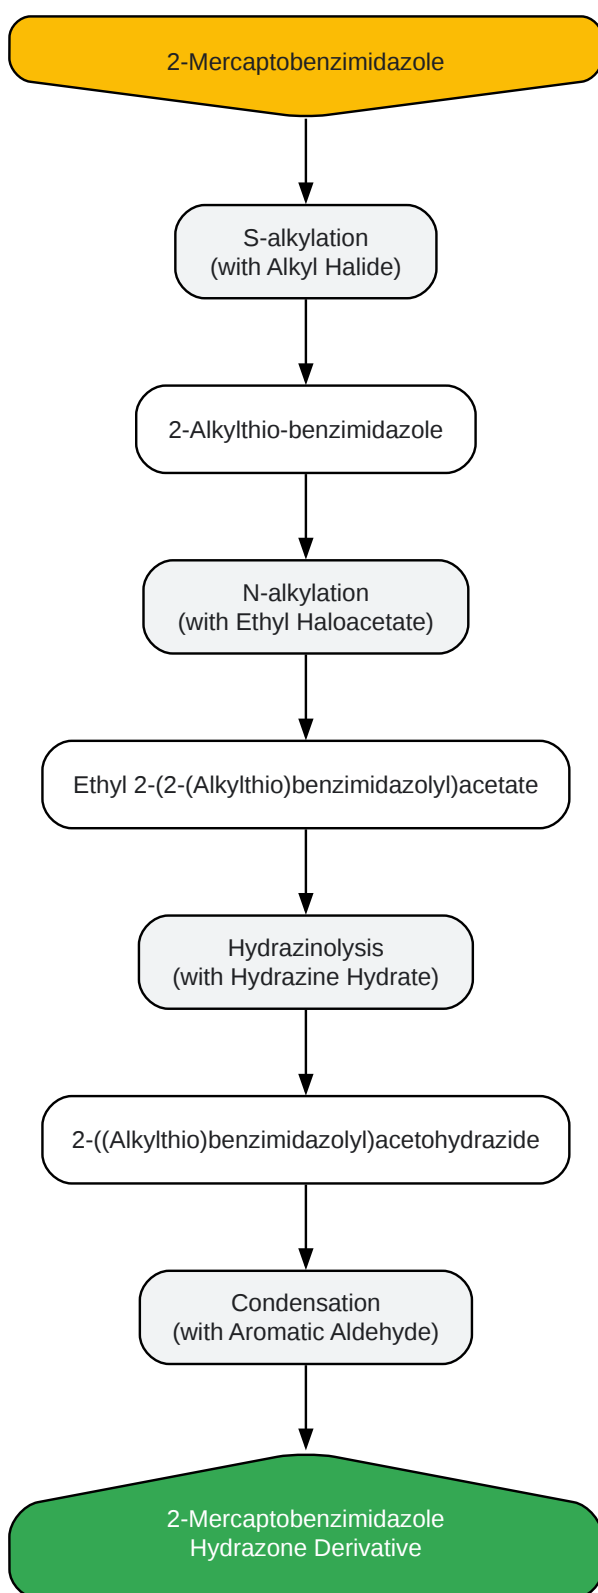 2-Mercaptobenzimidazole
S-alkylation
(with Alkyl Halide)
2-Alkylthio-benzimidazole
N-alkylation
(with Ethyl Haloacetate)
Ethyl 2-(2-(Alkylthio)benzimidazolyl)acetate
Hydrazinolysis
(with Hydrazine Hydrate)
2-((Alkylthio)benzimidazolyl)acetohydrazide
Condensation
(with Aromatic Aldehyde)
2-Mercaptobenzimidazole
Hydrazone Derivative